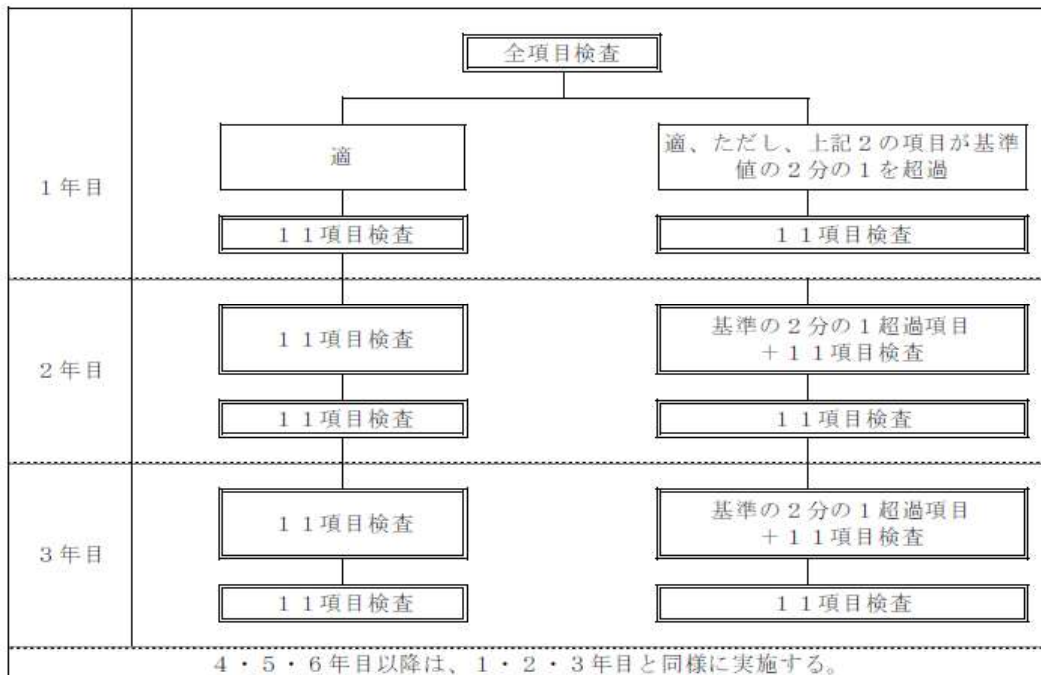 全項目検査
1年目
適
適、ただし、上記2の項目が基準
値の2分の1を超過
11項目検査
11項目検査
2年目
11項目検査
基準の2分の1超過項目
+11項目検査
11項目検査
11項目検査
3年目
11項目検査
基準の2分の1超過項目
+11項目検査
11項目検査
11項目検査
4・5・6年目以降は、1・2・3年目と同様に実施する。